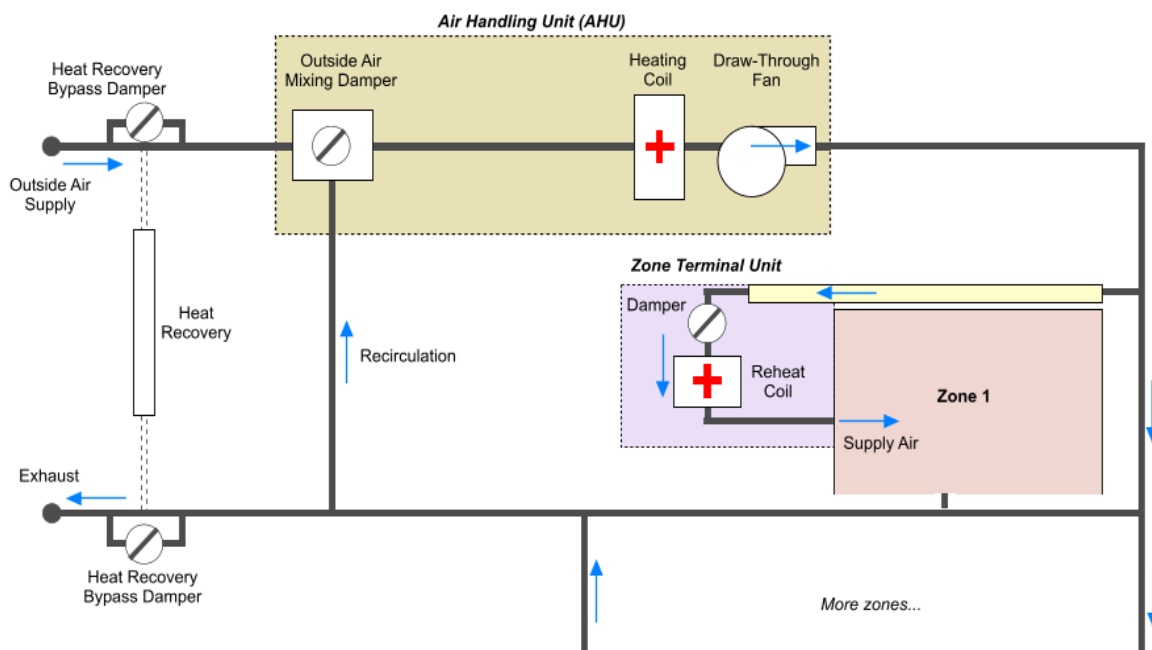 Air Handling Unit (AHU)
Heat Recovery
Bypass Damper
Outside Air
Mixing Damper
Heating
Coil
Draw-Through
Fan
Outside Air
Supply
Zone Terminal Unit
Damper
Heat
Recovery
Recirculation
Reheat
Coil
Zone 1
Supply Air
Exhaust
Heat Recovery
Bypass Damper
More zones...